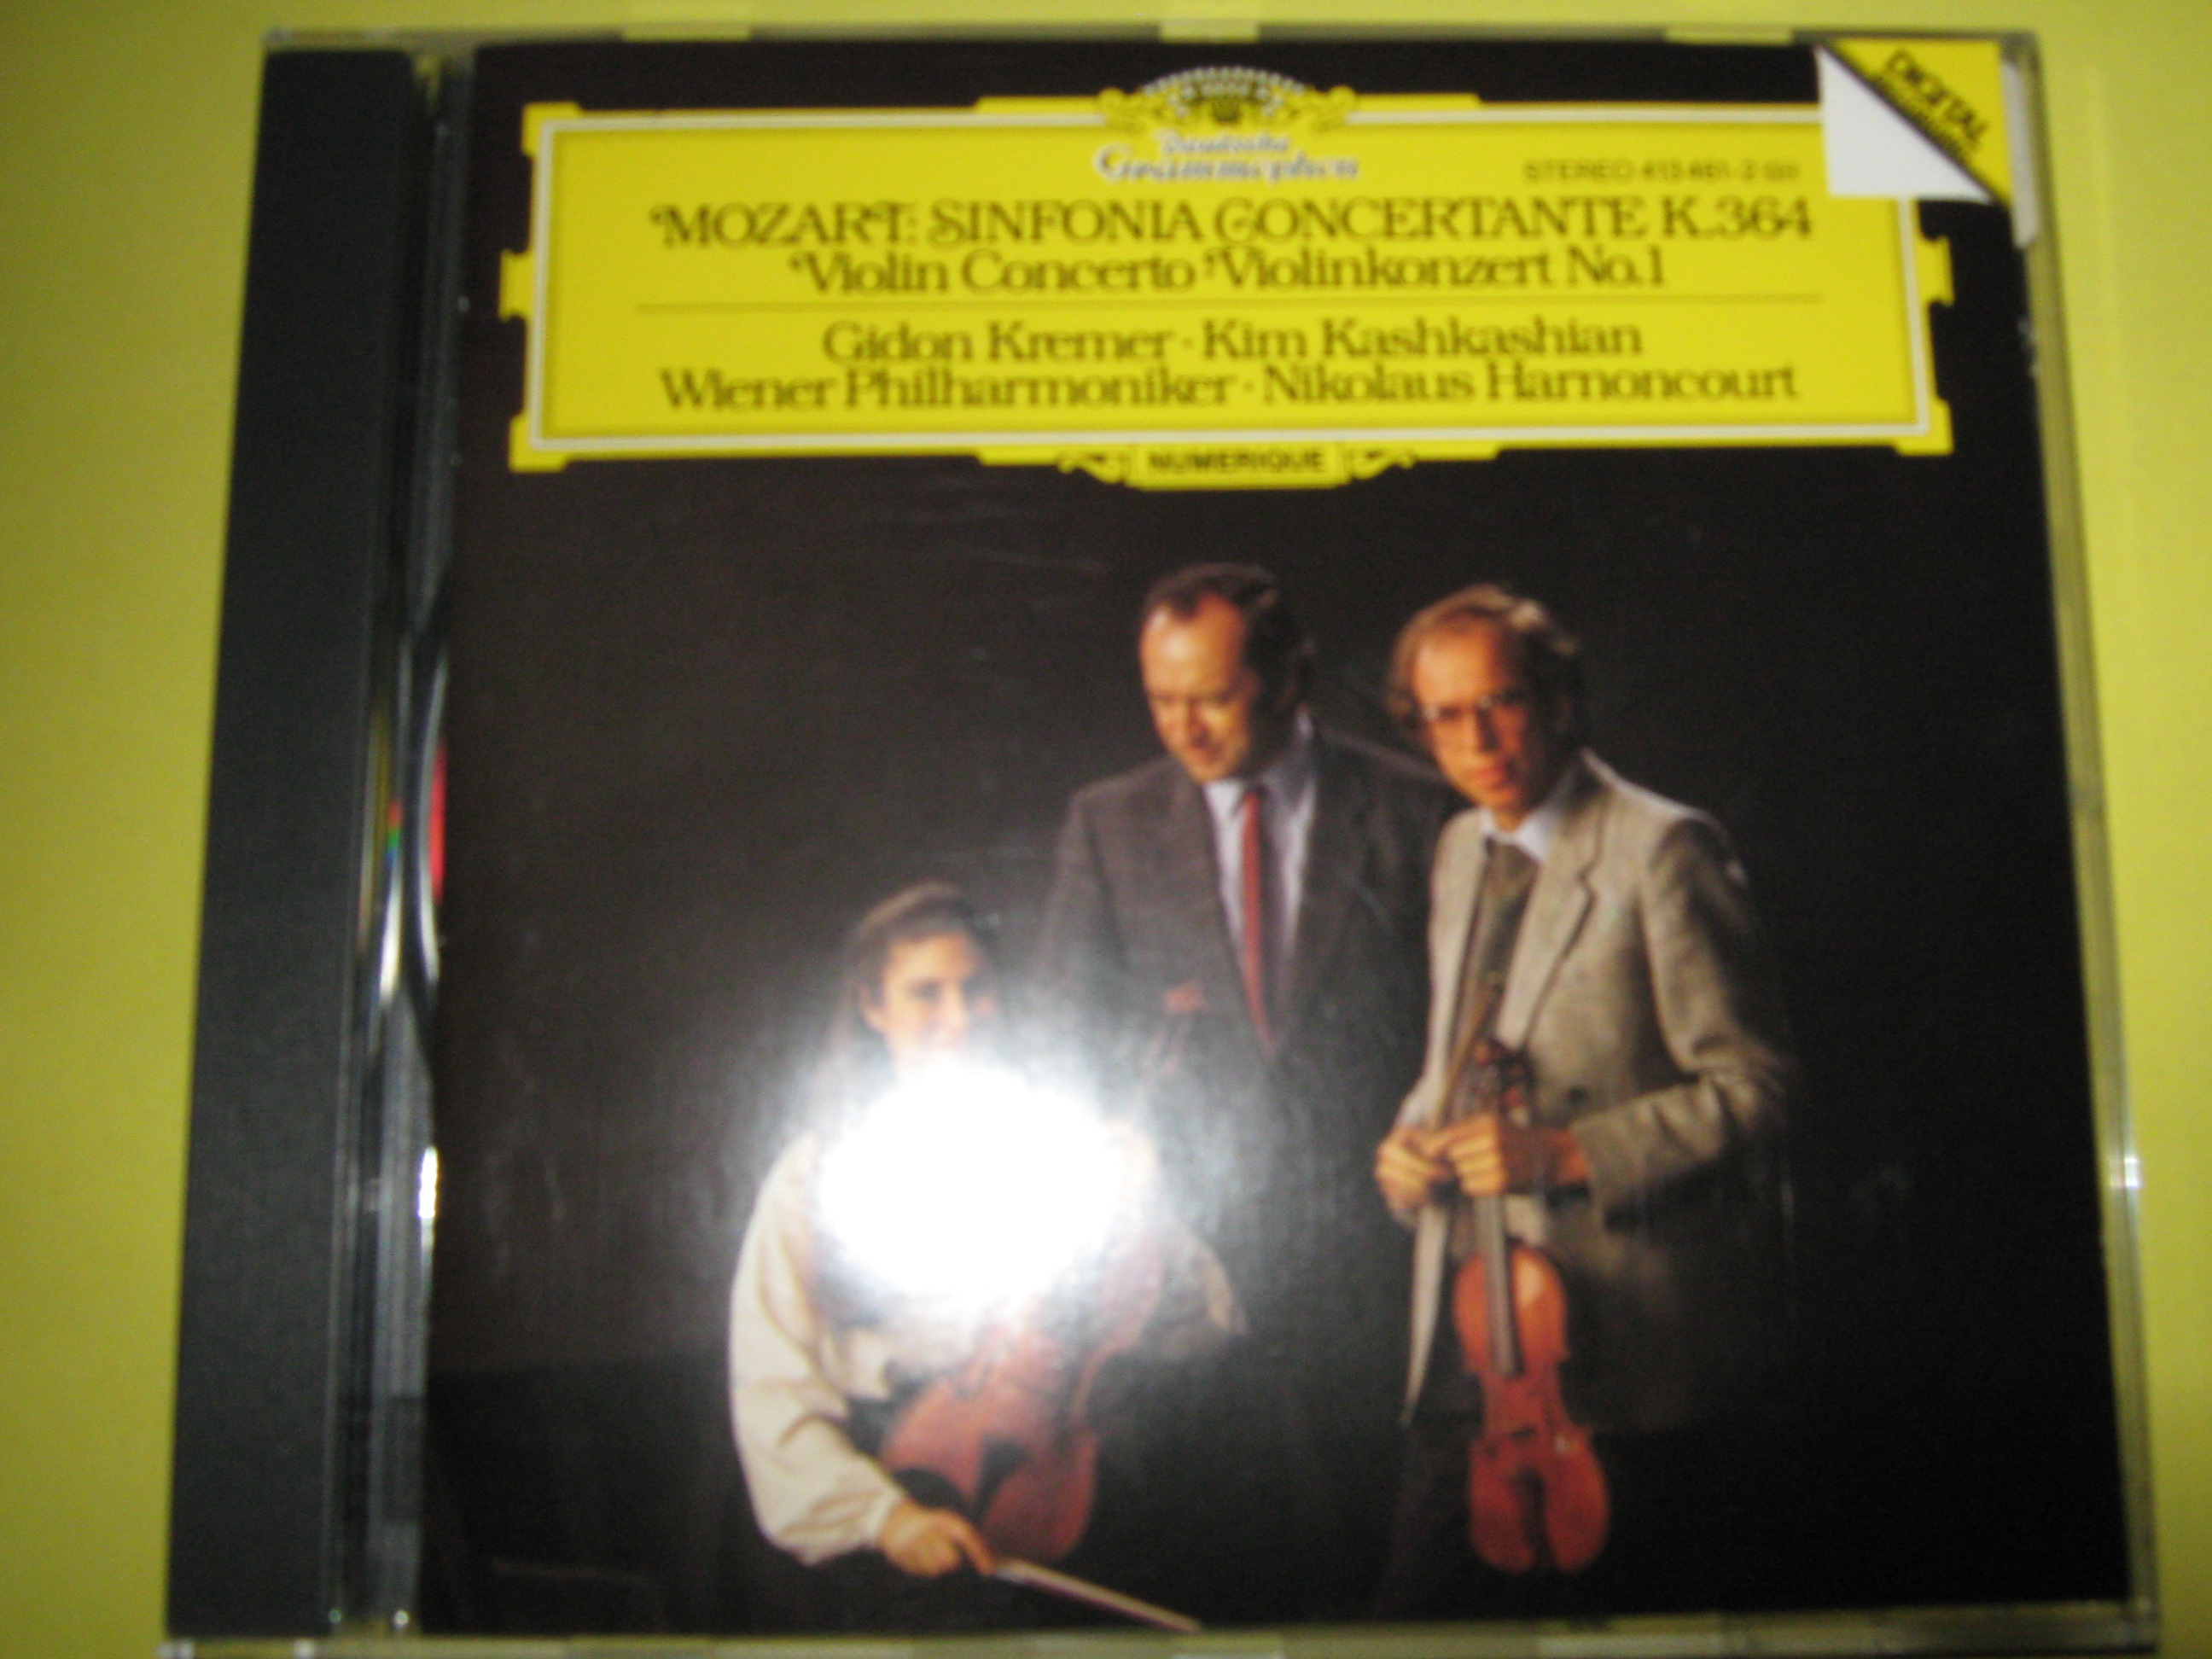 DIGITAL
Deutsche
Grammophon
STEREO 413 461-2 GH
MOZART: SINFONIA CONCERTANTE K.364
Violin Concerto · Violinkonzert No.1
Gidon Kremer · Kim Kashkashian
Wiener Philharmoniker · Nikolaus Harnoncourt
NUMERIQUE